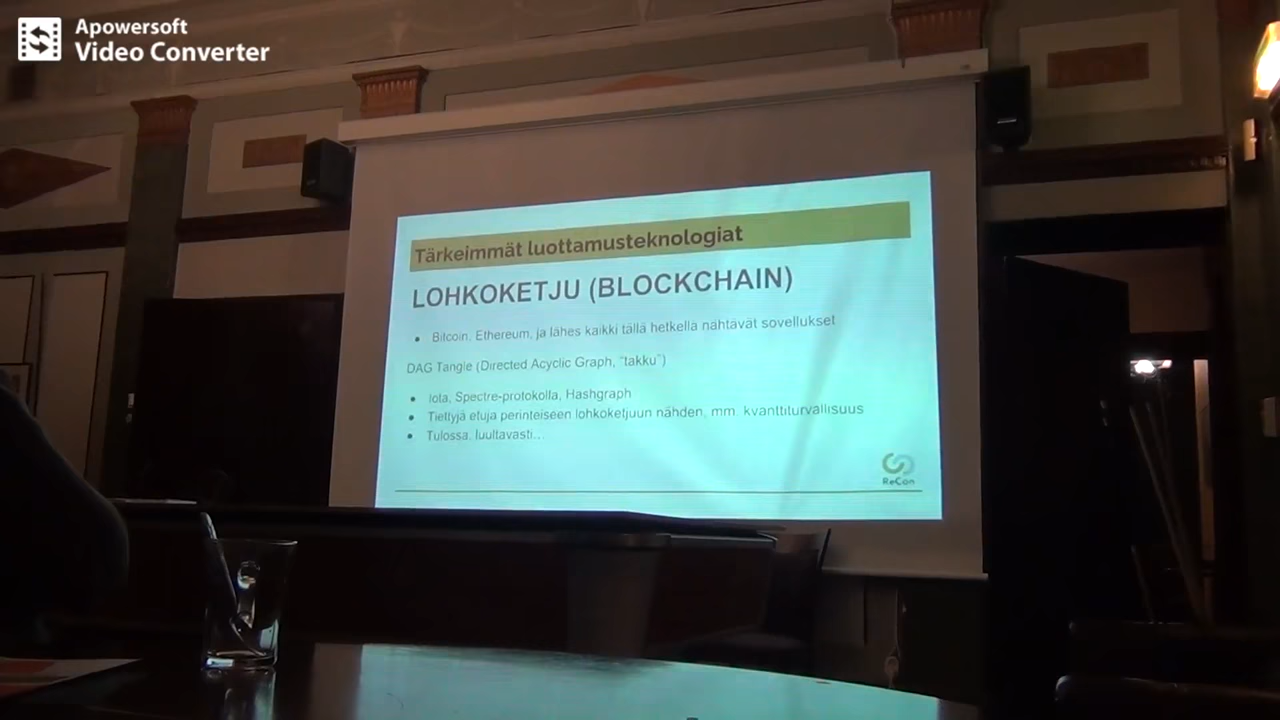 Apowersoft
Video Converter
Tärkeimmät luottamusteknologiat
LOHKOKETJU (BLOCKCHAIN)
• Bitcoin, Ethereum, ja lähes kaikki tällä hetkellä nähtävät sovellukset
DAG Tangle (Directed Acyclic Graph, "takku")
• Iota, Spectre-protokolla, Hashgraph
• Tiettyjä etuja perinteiseen lohkoketjuun nähden, mm. kvanttiturvallisuus
• Tulossa, luultavasti...
ReCon